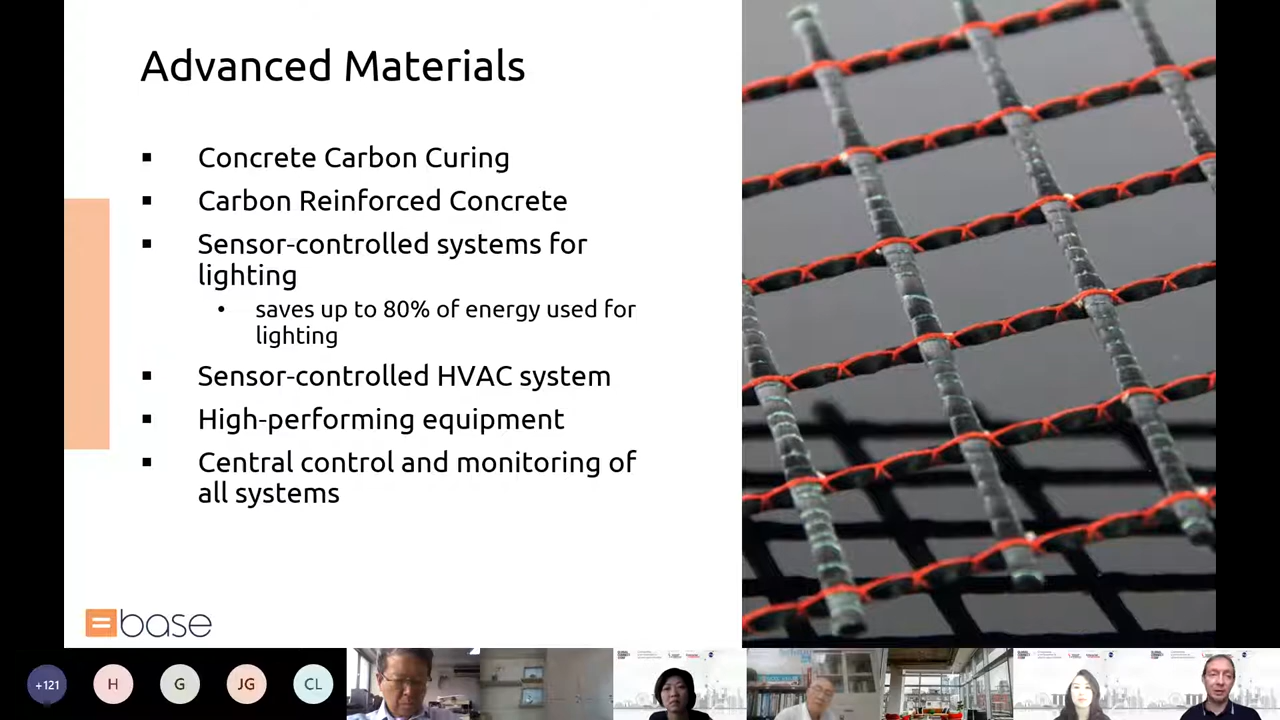 Advanced Materials
▪ Concrete Carbon Curing
▪ Carbon Reinforced Concrete
▪ Sensor-controlled systems for
lighting
• saves up to 80% of energy used for
lighting
▪ Sensor-controlled HVAC system
▪ High-performing equipment
▪ Central control and monitoring of
all systems
base
+121
H
G
JG
CL